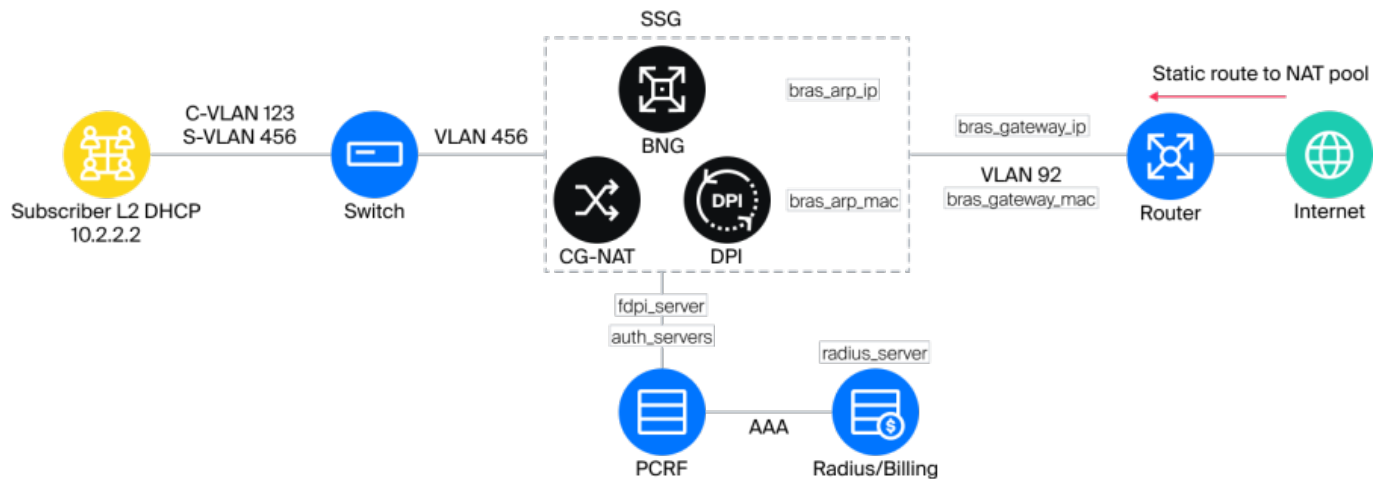 SSG
BNG
bras_arp_ip
Static route to NAT pool
C-VLAN 123
S-VLAN 456
VLAN 456
bras_gateway_ip
VLAN 92
bras_gateway_mac
DPI
bras_arp_mac
Subscriber L2 DHCP
10.2.2.2
Switch
CG-NAT
DPI
Router
Internet
fdpi_server
auth_servers
radius_server
$
AAA
PCRF
Radius/Billing